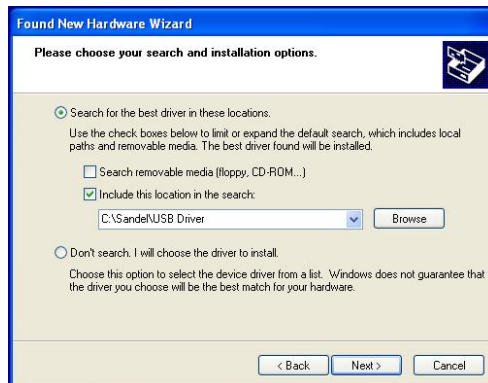 Found New Hardware Wizard
Please choose your search and installation options.
Search for the best driver in these locations.
Use the check boxes below to limit or expand the default search, which includes local
paths and removable media. The best driver found will be installed.
Search removable media (floppy, CD-ROM...)
Include this location in the search:
C:\Sandel\USB Driver
Browse
Don't search. I will choose the driver to install.
Choose this option to select the device driver from a list. Windows does not guarantee that
the driver you choose will be the best match for your hardware.
< Back Next > Cancel